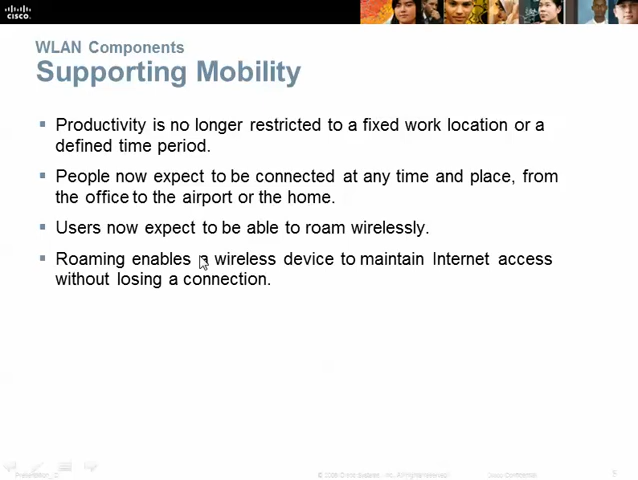 CISCO.
WLAN Components
Supporting Mobility
Productivity is no longer restricted to a fixed work location or a
defined time period.
People now expect to be connected at any time and place, from
the office to the airport or the home.
Users now expect to be able to roam wirelessly.
Roaming enables a wireless device to maintain Internet access
without losing a connection.
Presentation_ID
© 2008 Cisco Systems, Inc. All rights reserved.
Cisco Confidential